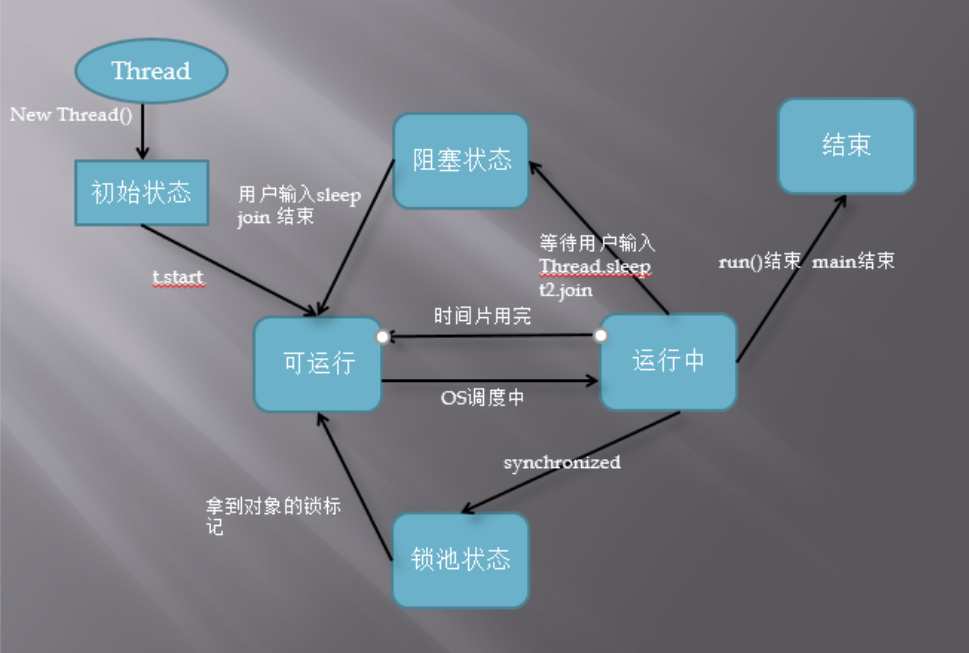 Thread
New Thread()
初始状态
t.start
用户输入sleep
join 结束
阻塞状态
等待用户输入
Thread.sleep
t2.join
结束
run()结束 main结束
时间片用完
可运行
运行中
OS调度中
synchronized
拿到对象的锁标
记
锁池状态